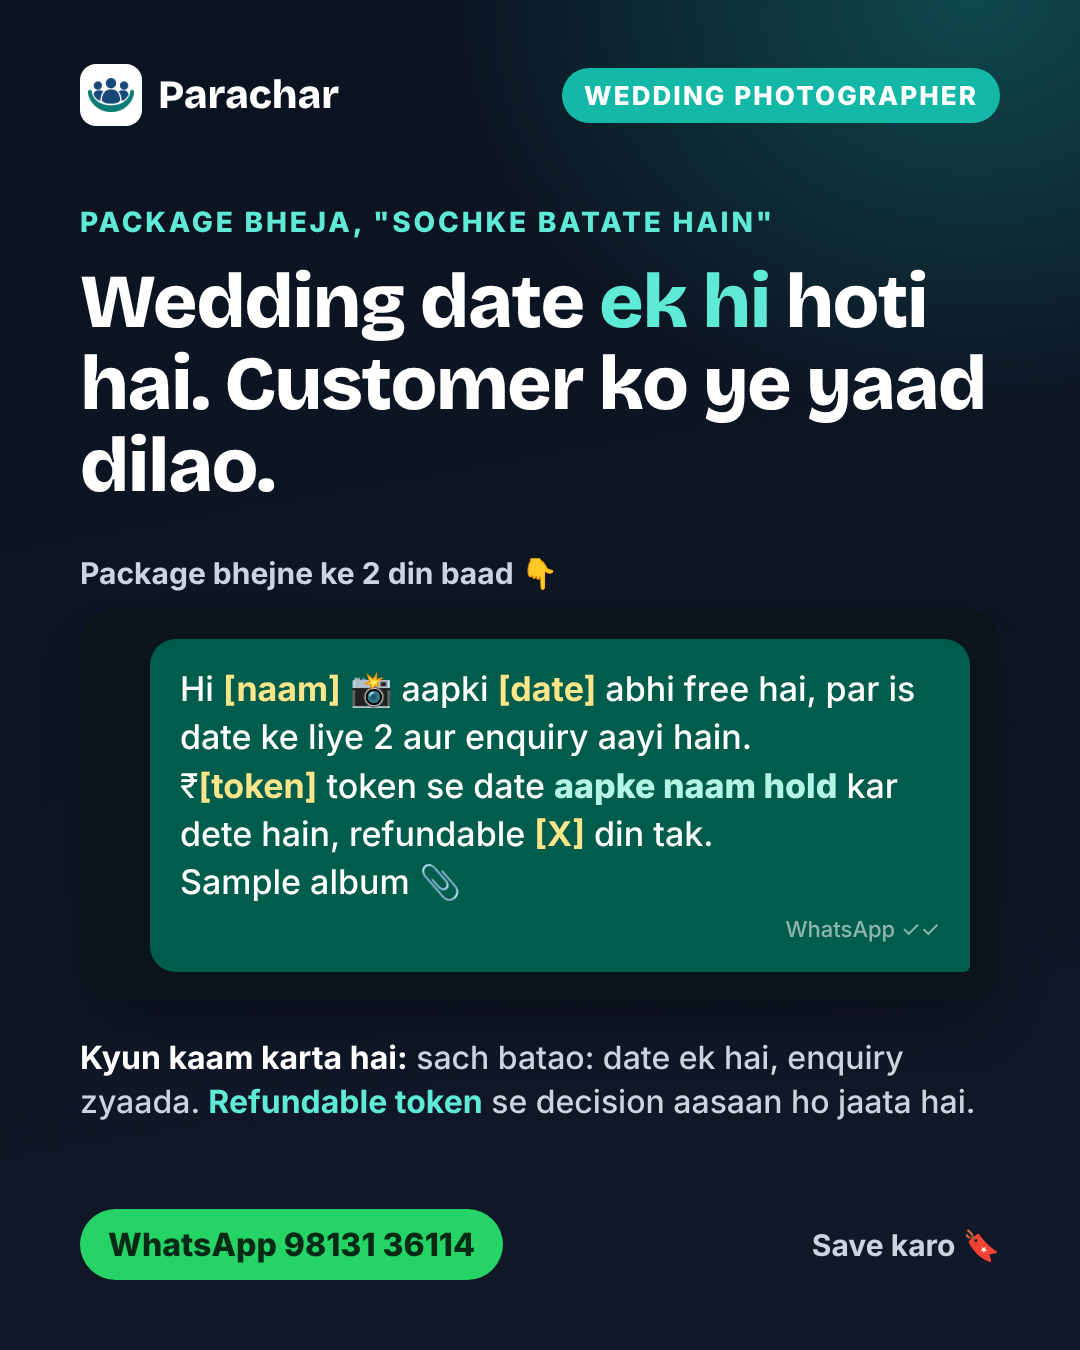 Parachar
WEDDING PHOTOGRAPHER
PACKAGE BHEJA, "SOCHKE BATATE HAIN"
Wedding date ek hi hoti
hai. Customer ko ye yaad
dilao.
Package bhejne ke 2 din baad 👇
Hi [naam] 📸 aapki [date] abhi free hai, par is
date ke liye 2 aur enquiry aayi hain.
₹[token] token se date aapke naam hold kar
dete hain, refundable [X] din tak.
Sample album 📎
WhatsApp ✓✓
Kyun kaam karta hai: sach batao: date ek hai, enquiry
zyaada. Refundable token se decision aasaan ho jaata hai.
WhatsApp 98131 36114
Save karo 🔖